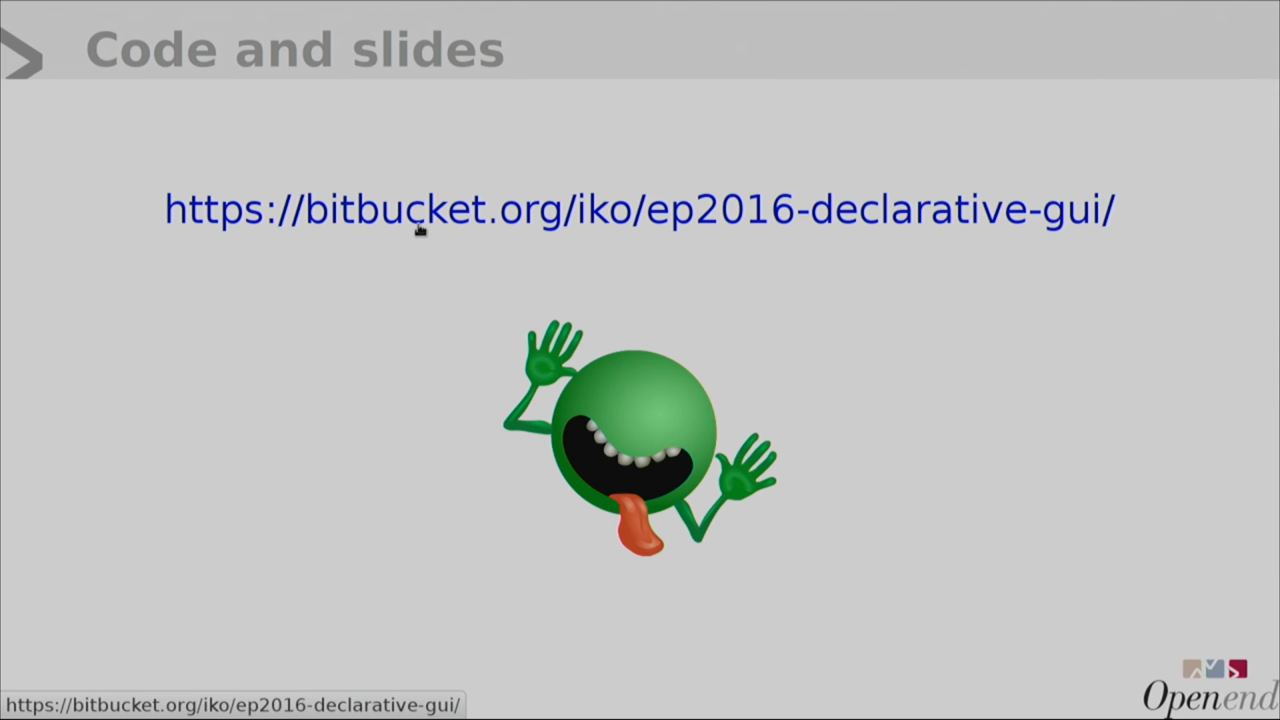 Code and slides
https://bitbucket.org/iko/ep2016-declarative-gui/
https://bitbucket.org/iko/ep2016-declarative-gui/
Openend